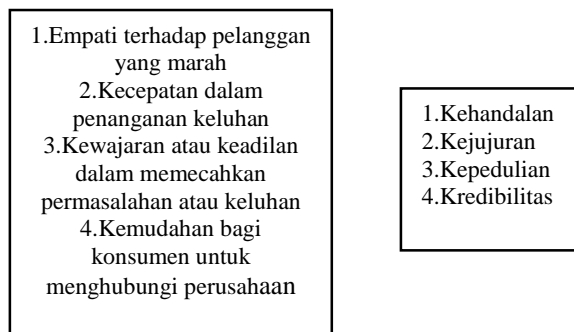 1.Empati terhadap pelanggan
yang marah
2.Kecepatan dalam
penanganan keluhan
3.Kewajaran atau keadilan
dalam memecahkan
permasalahan atau keluhan
4.Kemudahan bagi
konsumen untuk
menghubungi perusahaan
1.Kehandalan
2.Kejujuran
3.Kepedulian
4.Kredibilitas